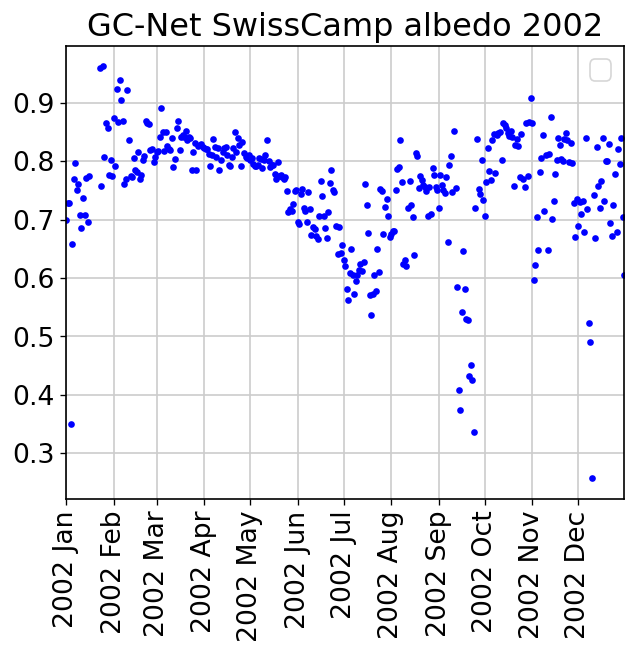 GC-Net SwissCamp albedo 2002
0.9
0.8
0.7
0.6
0.5
0.4
0.3
2002 Jan
2002 Feb
2002 Mar
2002 Apr
2002 May
2002 Jun
2002 Jul
2002 Aug
2002 Sep
2002 Oct
2002 Nov
2002 Dec